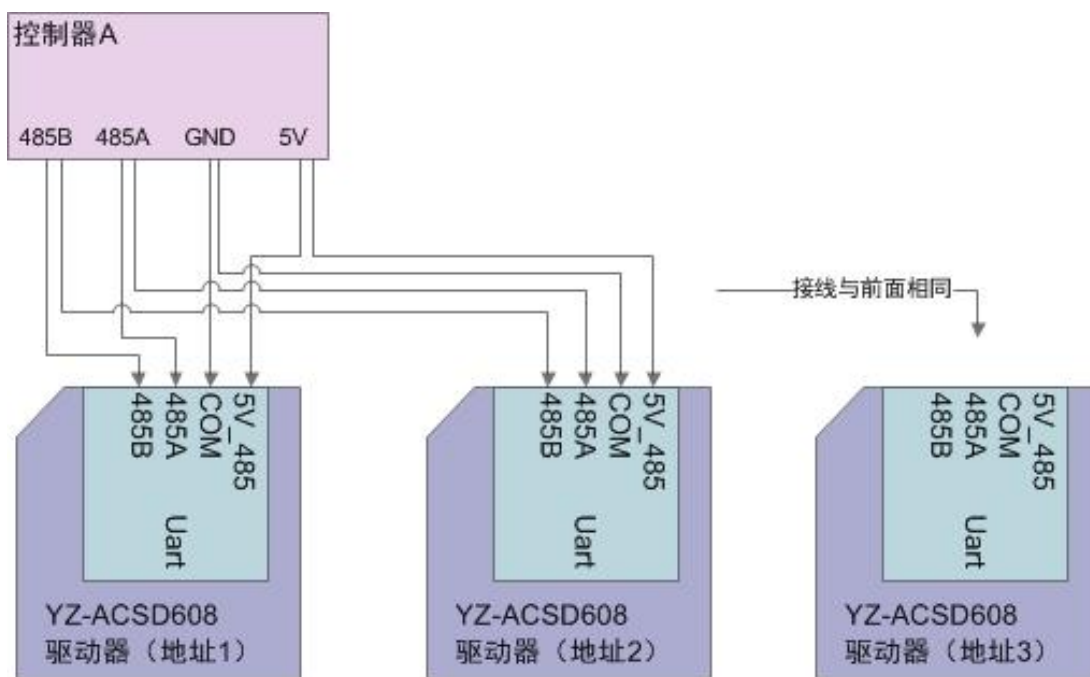 控制器A
485B 485A GND 5V
接线与前面相同
485B
485A
COM
5V_485
Uart
YZ-ACSD608
驱动器（地址1）
485B
485A
COM
5V_485
Uart
YZ-ACSD608
驱动器（地址2）
485B
485A
COM
5V_485
Uart
YZ-ACSD608
驱动器（地址3）